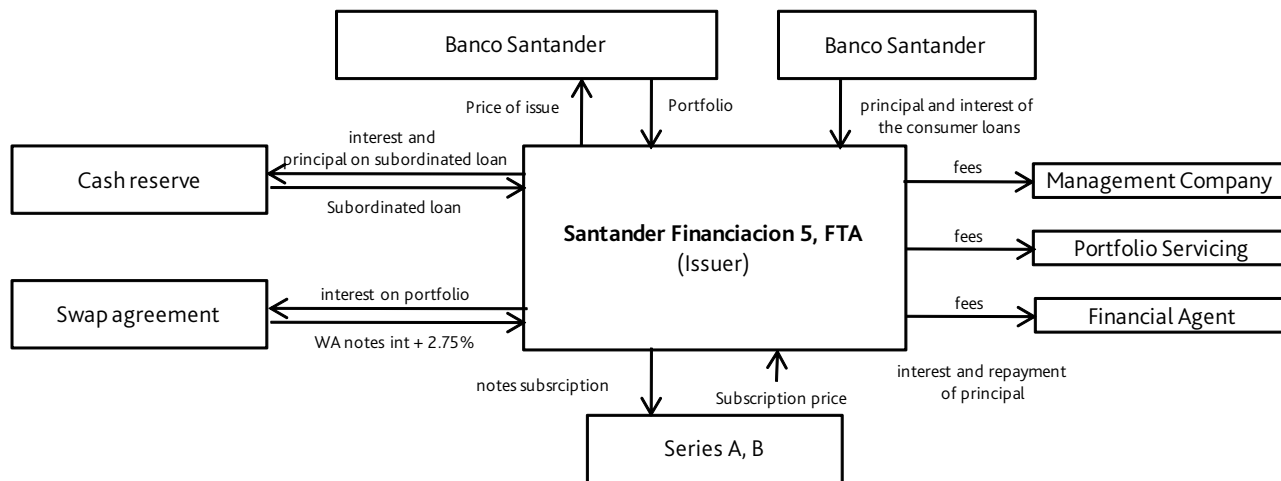 Banco Santander
Banco Santander
Price of issue
Portfolio
principal and interest of
the consumer loans
interest and
principal on subordinated loan
Cash reserve
Subordinated loan
fees
Management Company
Santander Financiacion 5, FTA
(Issuer)
fees
Portfolio Servicing
interest on portfolio
Swap agreement
WA notes int + 2.75%
fees
Financial Agent
notes subsrciption
Subscription price
interest and repayment
of principal
Series A, B